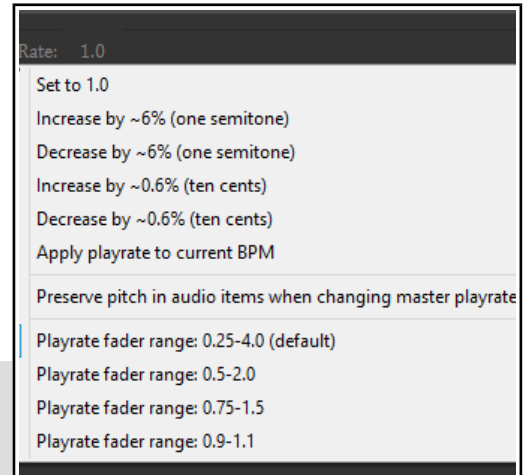 Rate: 1.0
Set to 1.0
Increase by ~6% (one semitone)
Decrease by ~6% (one semitone)
Increase by ~0.6% (ten cents)
Decrease by ~0.6% (ten cents)
Apply playrate to current BPM
Preserve pitch in audio items when changing master playrate
Playrate fader range: 0.25-4.0 (default)
Playrate fader range: 0.5-2.0
Playrate fader range: 0.75-1.5
Playrate fader range: 0.9-1.1